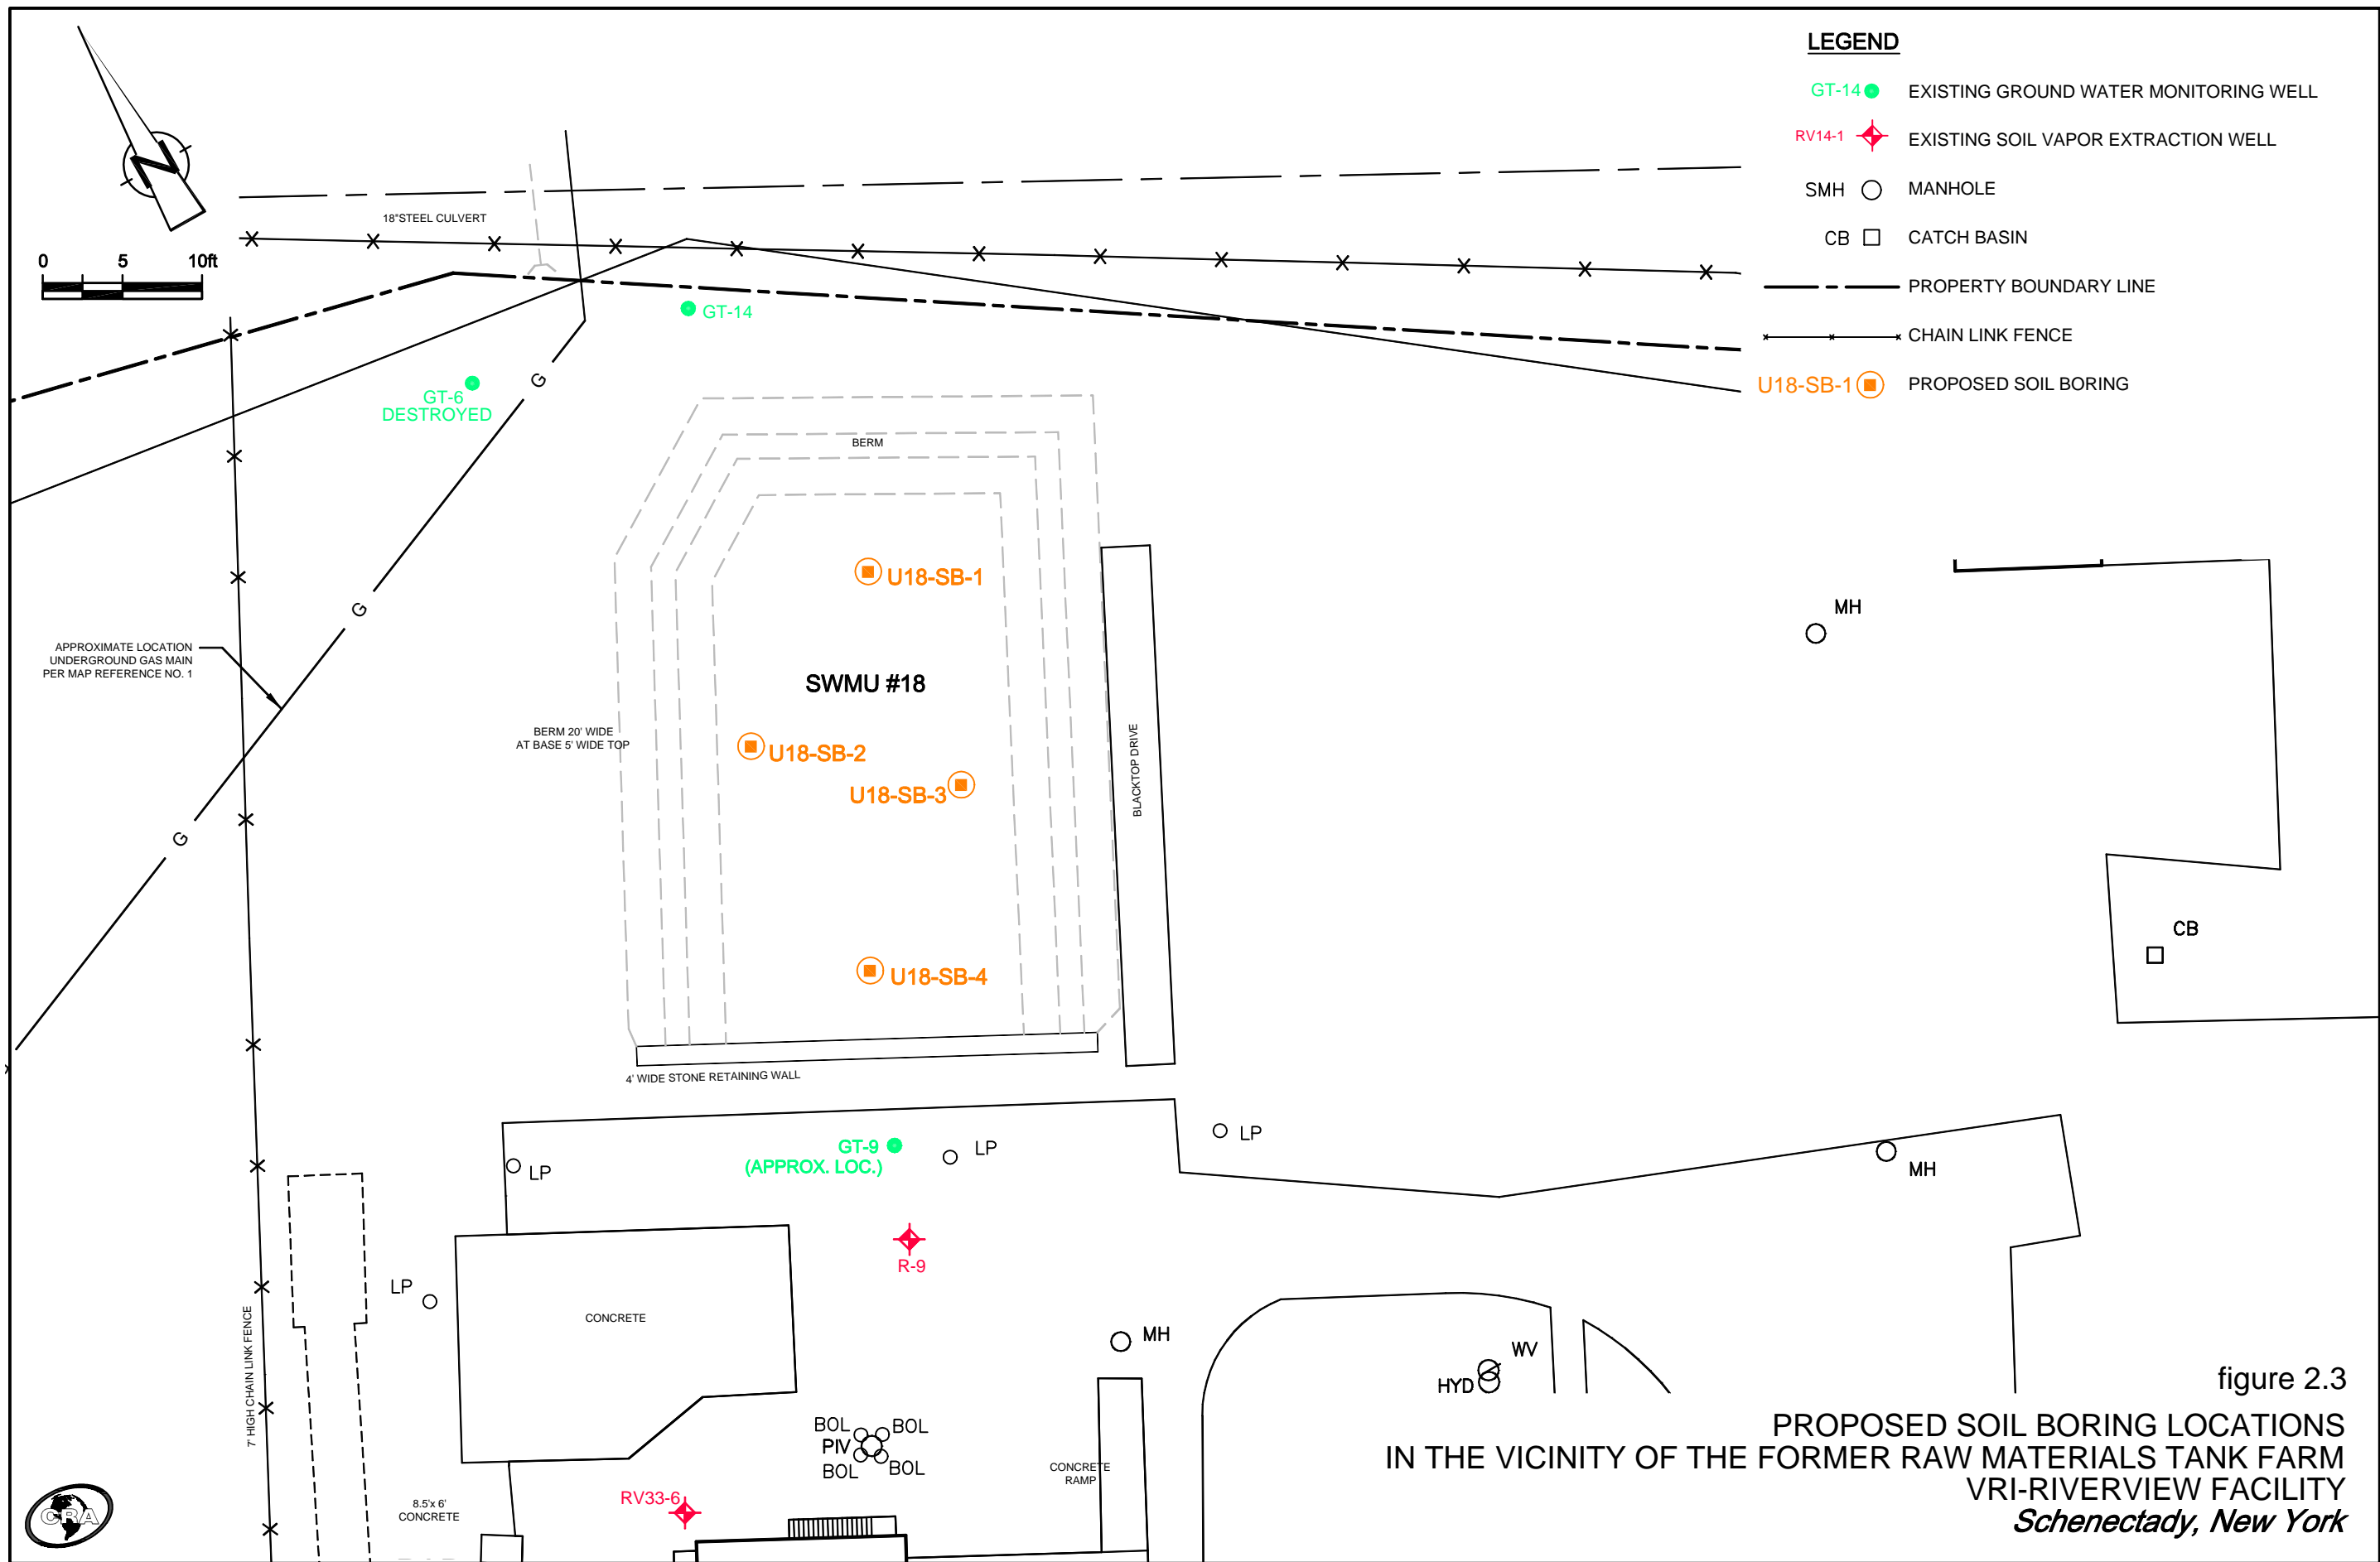 LEGEND
GT-14 EXISTING GROUND WATER MONITORING WELL
RV14-1 EXISTING SOIL VAPOR EXTRACTION WELL
SMH MANHOLE
CB CATCH BASIN
PROPERTY BOUNDARY LINE
CHAIN LINK FENCE
U18-SB-1 PROPOSED SOIL BORING
N
0 5 10ft
18"STEEL CULVERT
GT-14
GT-6
DESTROYED
G
BERM
U18-SB-1
G
MH
APPROXIMATE LOCATION
UNDERGROUND GAS MAIN
PER MAP REFERENCE NO. 1
SWMU #18
BERM 20' WIDE
AT BASE 5' WIDE TOP
U18-SB-2
U18-SB-3
BLACKTOP DRIVE
G
CB
U18-SB-4
4' WIDE STONE RETAINING WALL
GT-9
(APPROX. LOC.)
LP
LP
LP
MH
R-9
LP
CONCRETE
7' HIGH CHAIN LINK FENCE
MH
WV
HYD
BOL BOL
PIV
BOL BOL
CONCRETE
RAMP
RV33-6
8.5'x 6'
CONCRETE
CRA
figure 2.3
PROPOSED SOIL BORING LOCATIONS
IN THE VICINITY OF THE FORMER RAW MATERIALS TANK FARM
VRI-RIVERVIEW FACILITY
Schenectady, New York